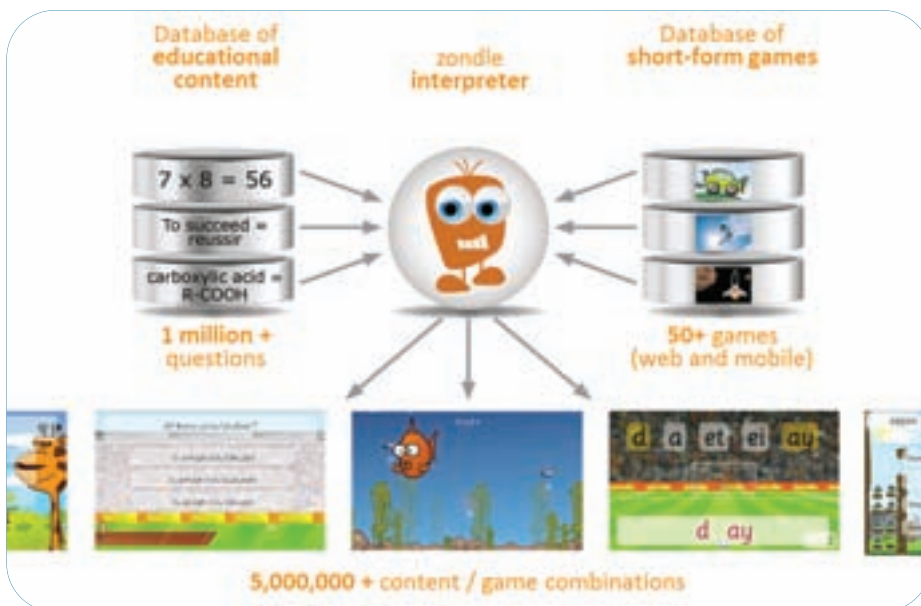 Database of
educational
content
zondle
interpreter
Database of
short-form games
7 x 8 = 56
To succeed =
reussir
carboxylic acid =
R-COOH
1 million +
questions
50+ games
(web and mobile)
d a et ei ay
d ay
5,000,000 + content / game combinations